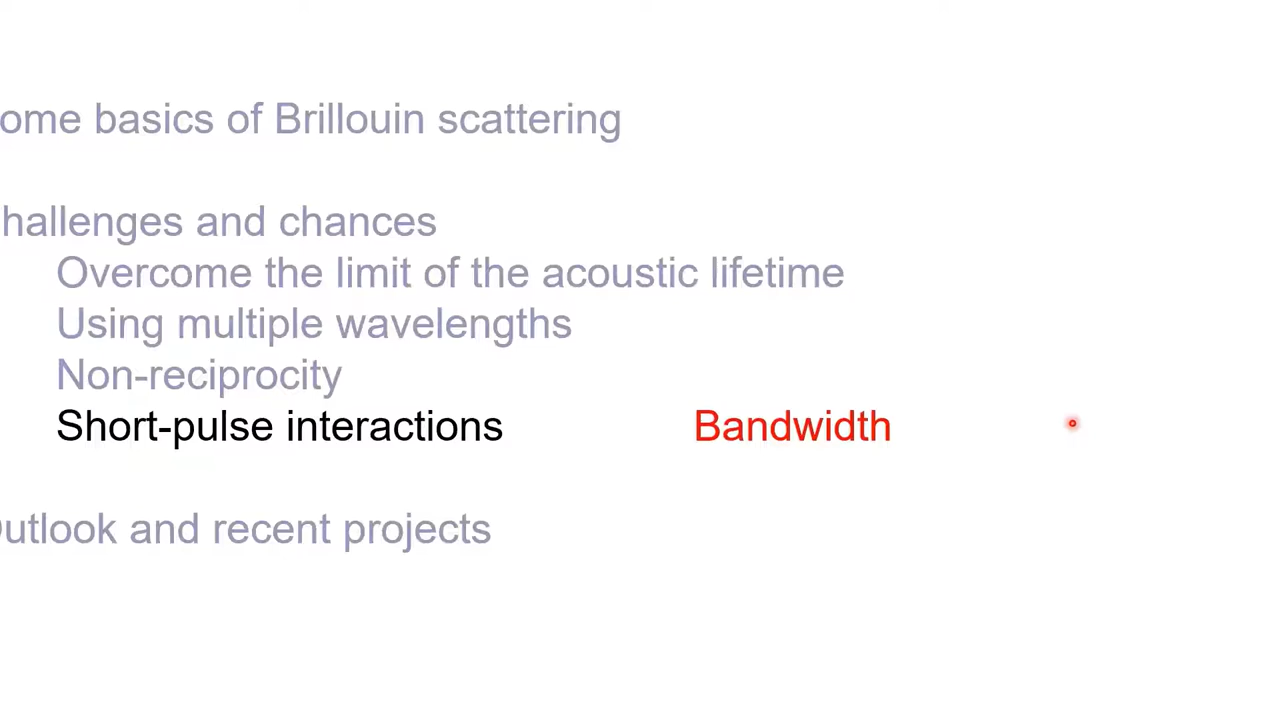 ome basics of Brillouin scattering
hallenges and chances
Overcome the limit of the acoustic lifetime
Using multiple wavelengths
Non-reciprocity
Short-pulse interactions Bandwidth
utlook and recent projects